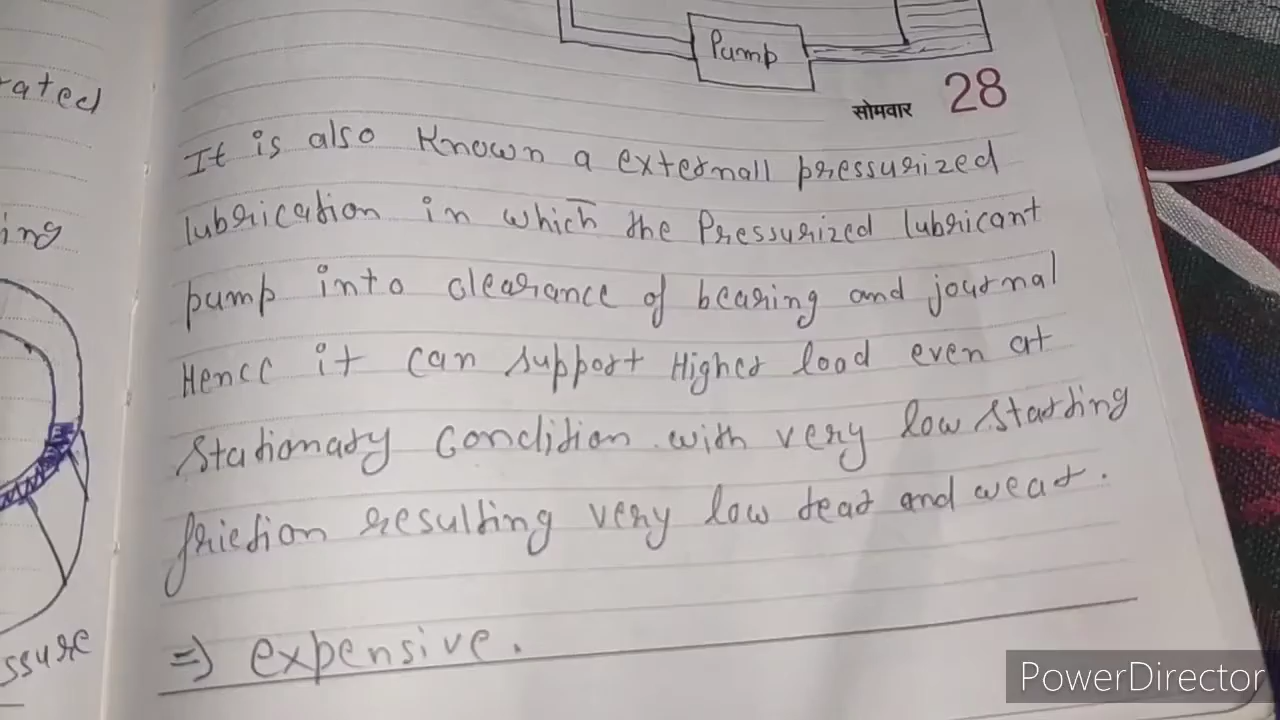 Pump
सोमवार 28
rated
It is also known a externall pressurized
lubrication in which the Pressurized lubricant
ing
pump into clearance of bearing and journal
Hence it can support Higher load even at
stationary condition with very low starting
friction resulting very low tear and wear.
ssure
⇒ expensive.
PowerDirector